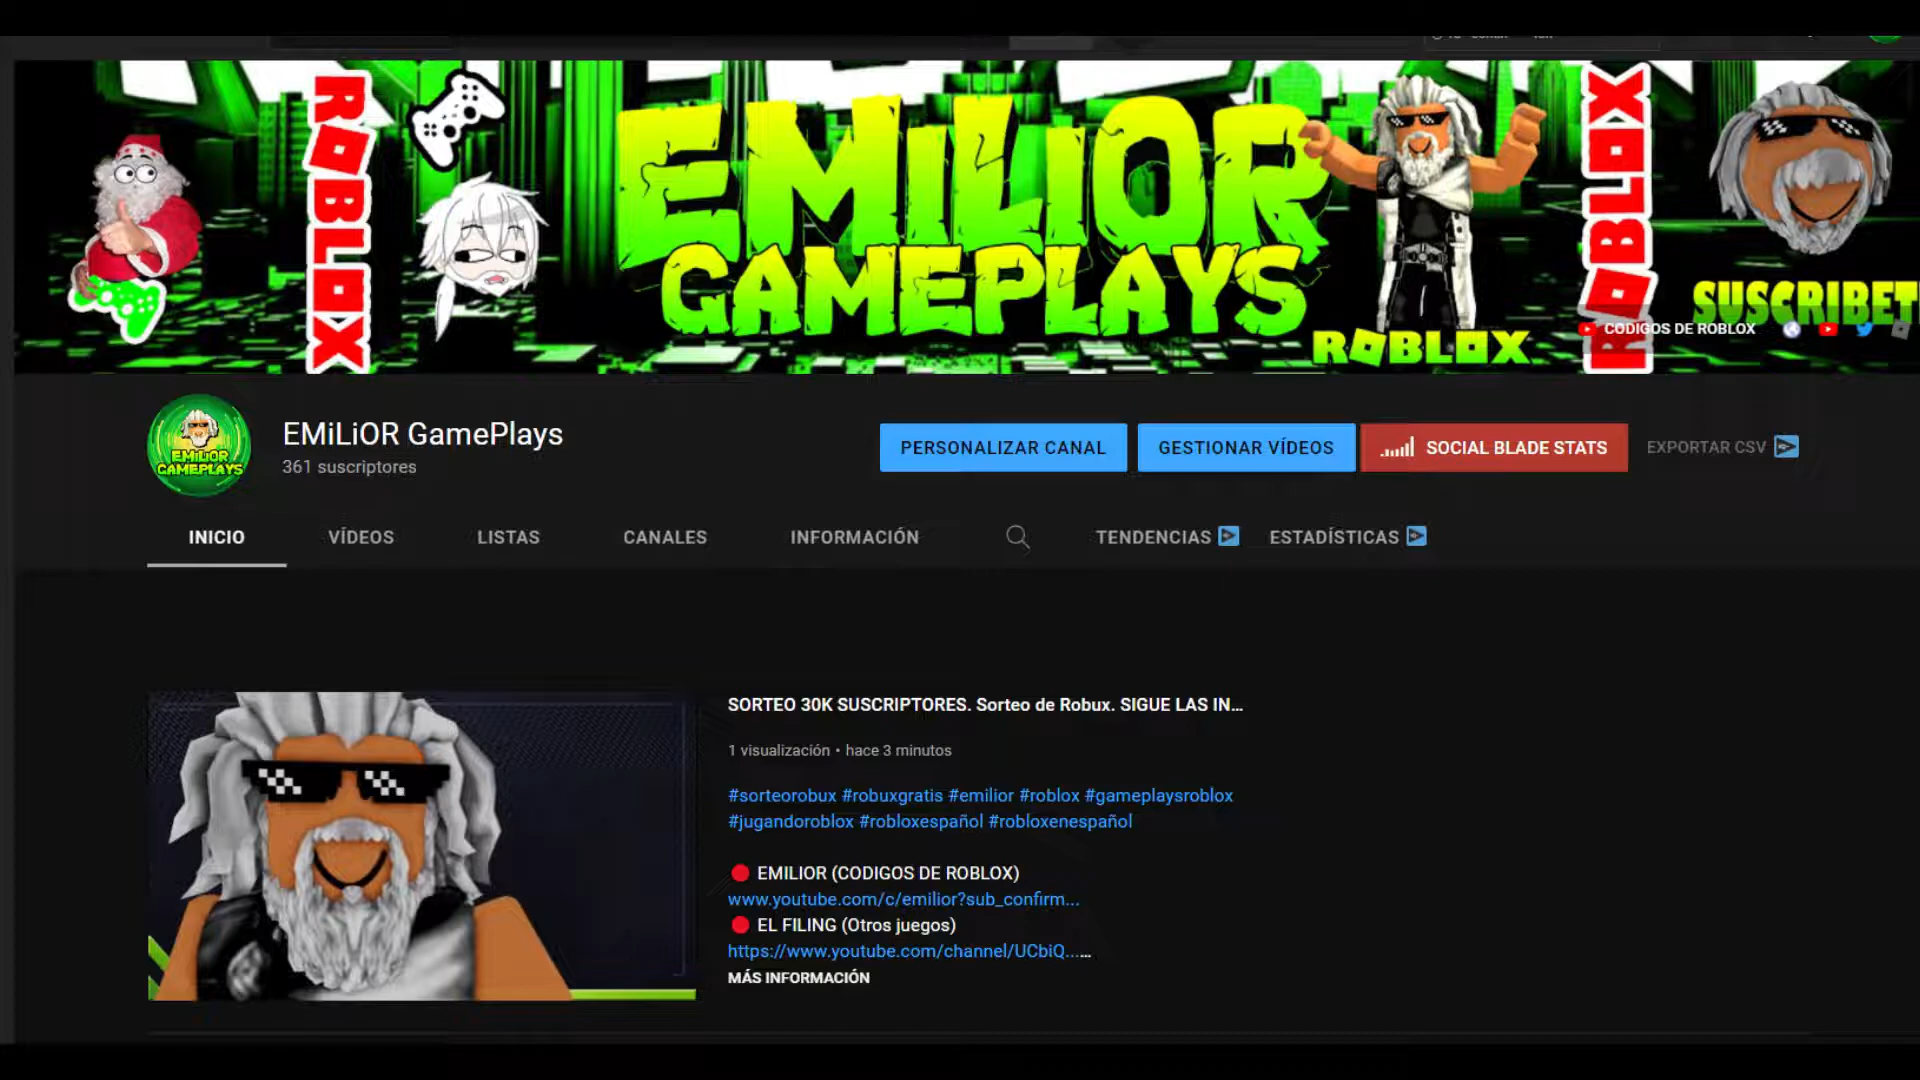 ROBLOX
EMiLiOR
GAMEPLAYS
ROBLOX
ROBLOX
SUSCRIBET
CODIGOS DE ROBLOX
EMILIOR
GAMEPLAYS
EMiLiOR GamePlays
361 suscriptores
PERSONALIZAR CANAL
GESTIONAR VÍDEOS
SOCIAL BLADE STATS
EXPORTAR CSV
INICIO
VÍDEOS
LISTAS
CANALES
INFORMACIÓN
TENDENCIAS
ESTADÍSTICAS
SORTEO 30K SUSCRIPTORES. Sorteo de Robux. SIGUE LAS IN...
1 visualización • hace 3 minutos
#sorteorobux #robuxgratis #emilior #roblox #gameplaysroblox
#jugandoroblox #robloxespañol #robloxenespañol
EMILIOR (CODIGOS DE ROBLOX)
www.youtube.com/c/emilior?sub_confirm...
EL FILING (Otros juegos)
https://www.youtube.com/channel/UCbiQ......
MÁS INFORMACIÓN